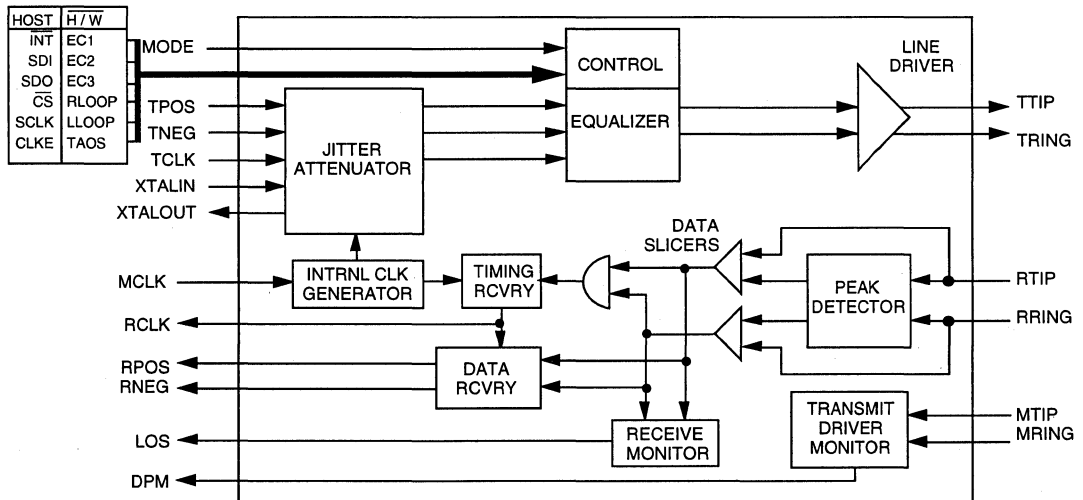 HOST H / W
INT EC1
SDI EC2
SDO EC3
CS RLOOP
SCLK LLOOP
CLKE TAOS
MODE
TPOS
TNEG
TCLK
XTALIN
XTALOUT
JITTER
ATTENUATOR
CONTROL
EQUALIZER
LINE
DRIVER
TTIP
TRING
MCLK
INTRNL CLK
GENERATOR
TIMING
RCVRY
DATA
SLICERS
PEAK
DETECTOR
RTIP
RRING
RCLK
RPOS
RNEG
DATA
RCVRY
LOS
RECEIVE
MONITOR
TRANSMIT
DRIVER
MONITOR
MTIP
MRING
DPM